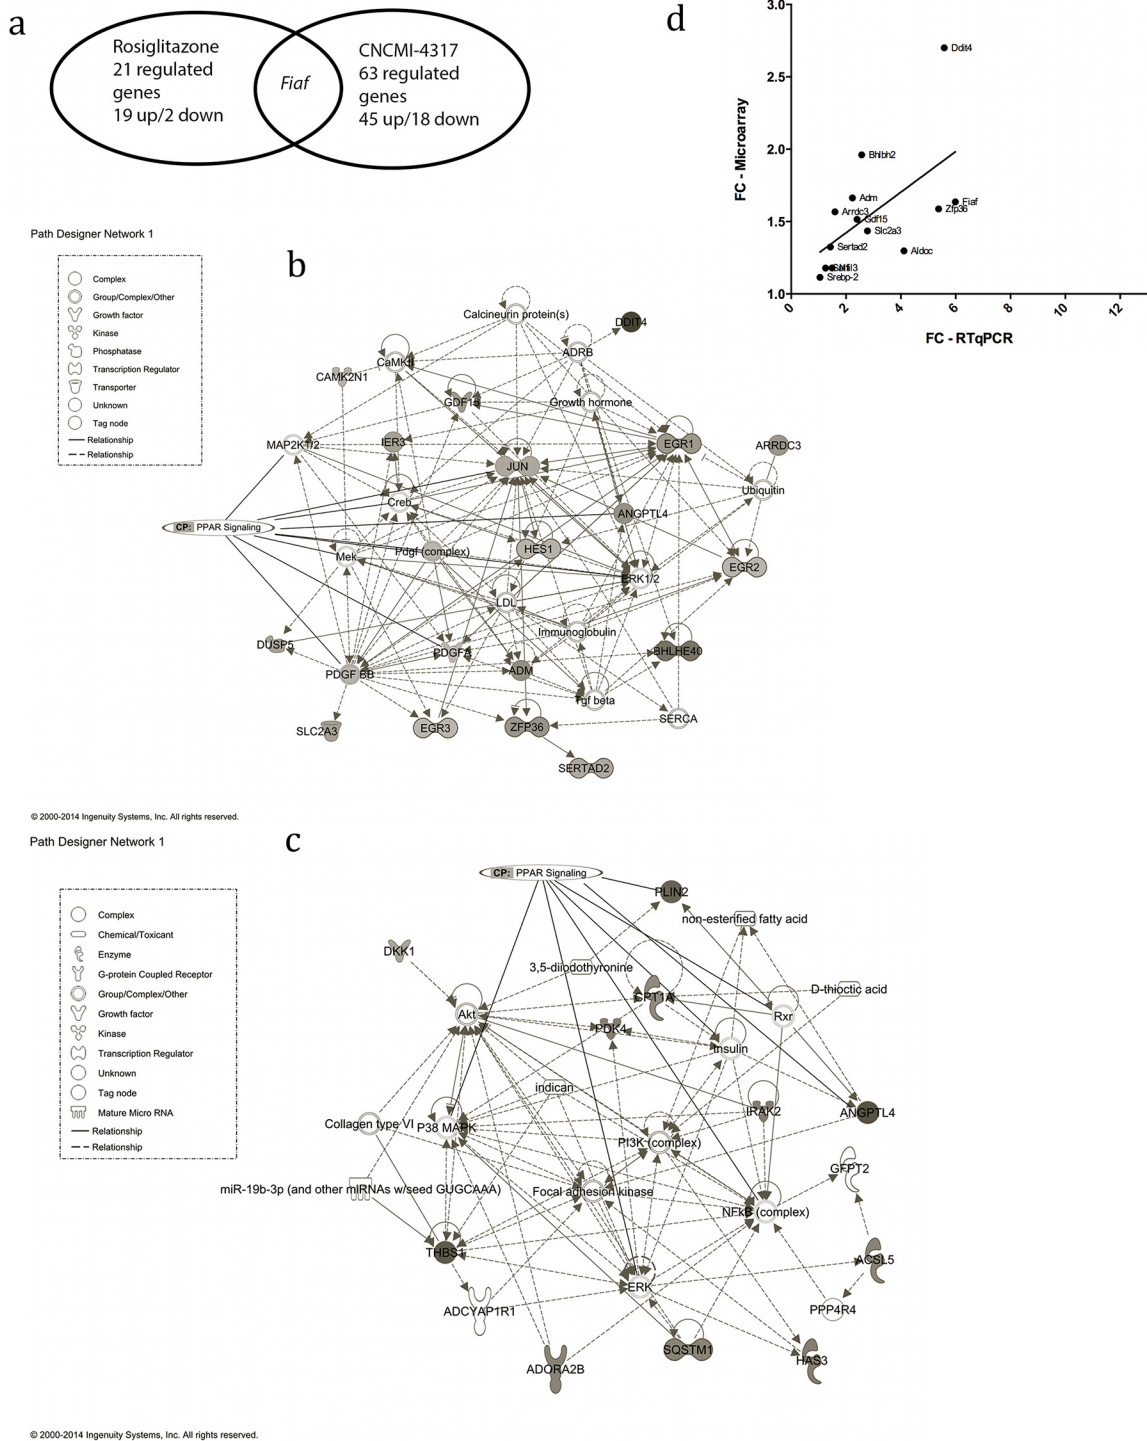 a
Rosiglitazone
21 regulated
genes
19 up/2 down
Fiaf
CNCMI-4317
63 regulated
genes
45 up/18 down
d
FC - Microarray
3.0
2.5
2.0
1.5
1.0
Ddit4
Bhlbh2
Adm
Arrdc3
Gdf15
Fiaf
Zfp36
Slc2a3
Sertad2
Aldoc
Srebp-2
0
2
4
6
8
10
12
FC - RTqPCR
Path Designer Network 1
b
Complex
Group/Complex/Other
Growth factor
Kinase
Phosphatase
Transcription Regulator
Transporter
Unknown
Tag node
Relationship
Relationship
Calcineurin protein(s)
DDIT4
ADRB
CaMKII
CAMK2N1
GDF15
Growth hormone
MAP2K1/2
IER3
EGR1
ARRDC3
JUN
Ubiquitin
Creb
ANGPTL4
CP: PPAR Signaling
Mek
Pdgf (complex)
HES1
ERK1/2
EGR2
LDL
Immunoglobulin
DUSP5
PDGFA
BHLHE40
PDGF BB
ADM
Tgf beta
SLC2A3
EGR3
ZFP36
SERCA
SERTAD2
© 2000-2014 Ingenuity Systems, Inc. All rights reserved.
Path Designer Network 1
c
Complex
Chemical/Toxicant
Enzyme
G-protein Coupled Receptor
Group/Complex/Other
Growth factor
Kinase
Transcription Regulator
Unknown
Tag node
Mature Micro RNA
Relationship
Relationship
CP: PPAR Signaling
PLIN2
non-esterified fatty acid
DKK1
3,5-diiodothyronine
CPT1A
D-thioctic acid
Akt
Rxr
PDK4
Insulin
indican
IRAK2
ANGPTL4
Collagen type VI
P38 MAPK
PI3K (complex)
GFPT2
miR-19b-3p (and other miRNAs w/seed GUGCAAA)
Focal adhesion kinase
NFkB (complex)
THBS1
ACSL5
ERK
ADCYAP1R1
PPP4R4
SQSTM1
HAS3
ADORA2B
© 2000-2014 Ingenuity Systems, Inc. All rights reserved.